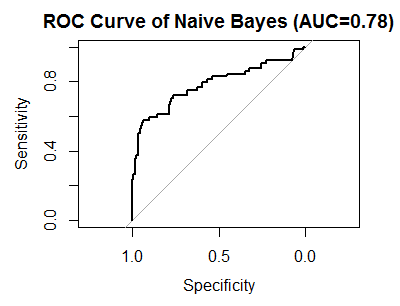 ROC Curve of Naive Bayes (AUC=0.78)
Sensitivity
0.8
0.4
0.0
1.0 0.5 0.0
Specificity